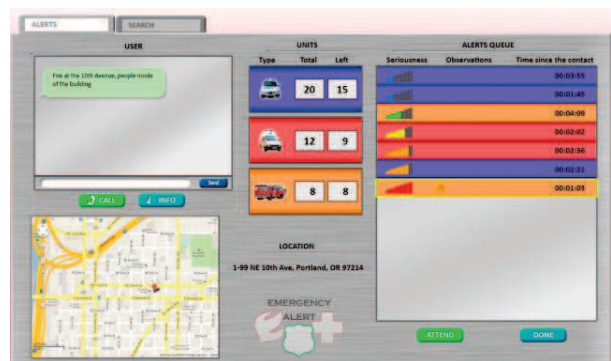 ALERTS
SEARCH
USER
Fire at the 10th Avenue, people inside
of the building
Send
CALL
INFO
UNITS
Type Total Left
20 15
12 9
8 8
LOCATION
1-99 NE 10th Ave, Portland, OR 97214
EMERGENCY
ALERT
ALERTS QUEUE
Seriousness Observations Time since the contact
00:03:55
00:01:45
00:04:09
00:02:02
00:02:36
00:02:21
00:01:03
ATTEND
DONE